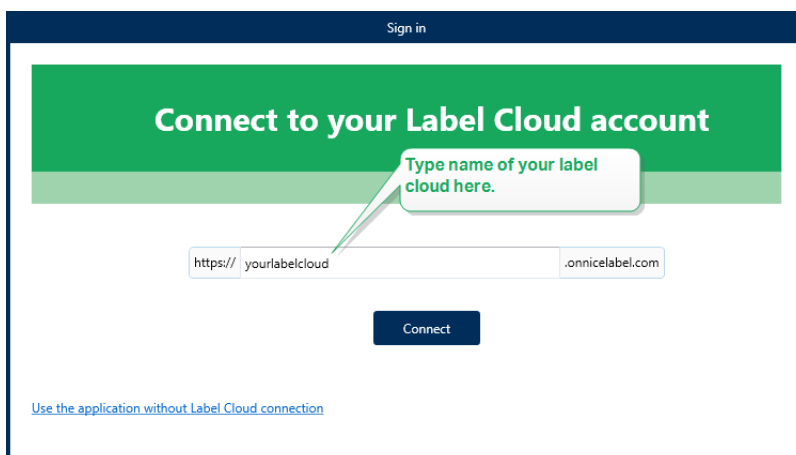 Sign in
Connect to your Label Cloud account
Type name of your label
cloud here.
https:// yourlabelcloud .onnicelabel.com
Connect
Use the application without Label Cloud connection